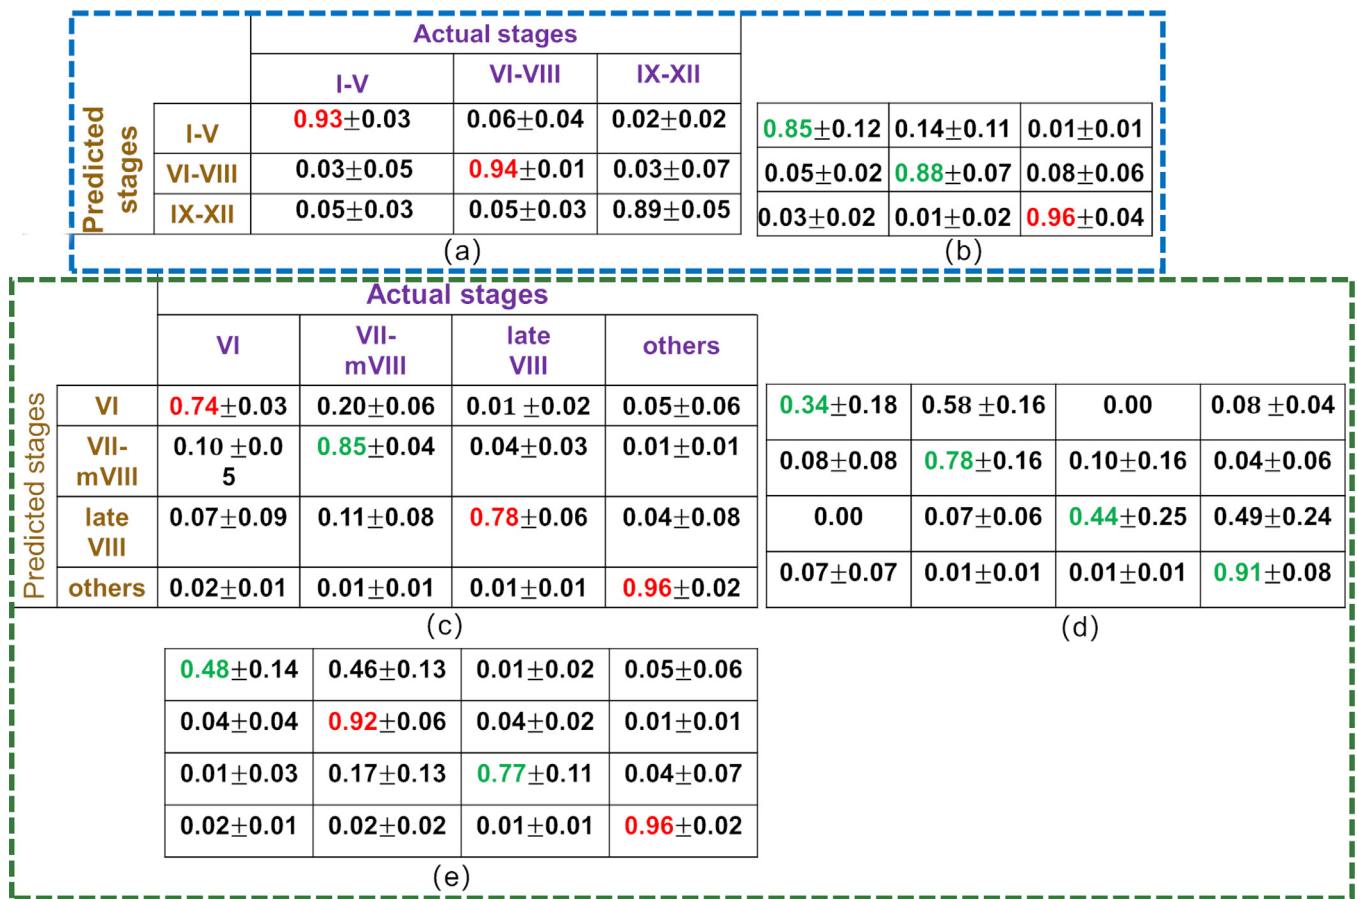 Actual stages
I-V VI-VIII IX-XII
Predicted stages
I-V 0.93±0.03 0.06±0.04 0.02±0.02
VI-VIII 0.03±0.05 0.94±0.01 0.03±0.07
IX-XII 0.05±0.03 0.05±0.03 0.89±0.05
(a)
0.85±0.12 0.14±0.11 0.01±0.01
0.05±0.02 0.88±0.07 0.08±0.06
0.03±0.02 0.01±0.02 0.96±0.04
(b)
Actual stages
VI VII-mVIII late VIII others
Predicted stages
VI 0.74±0.03 0.20±0.06 0.01 ±0.02 0.05±0.06
VII-mVIII 0.10 ±0.05 0.85±0.04 0.04±0.03 0.01±0.01
late VIII 0.07±0.09 0.11±0.08 0.78±0.06 0.04±0.08
others 0.02±0.01 0.01±0.01 0.01±0.01 0.96±0.02
(c)
0.34±0.18 0.58 ±0.16 0.00 0.08 ±0.04
0.08±0.08 0.78±0.16 0.10±0.16 0.04±0.06
0.00 0.07±0.06 0.44±0.25 0.49±0.24
0.07±0.07 0.01±0.01 0.01±0.01 0.91±0.08
(d)
0.48±0.14 0.46±0.13 0.01±0.02 0.05±0.06
0.04±0.04 0.92±0.06 0.04±0.02 0.01±0.01
0.01±0.03 0.17±0.13 0.77±0.11 0.04±0.07
0.02±0.01 0.02±0.02 0.01±0.01 0.96±0.02
(e)